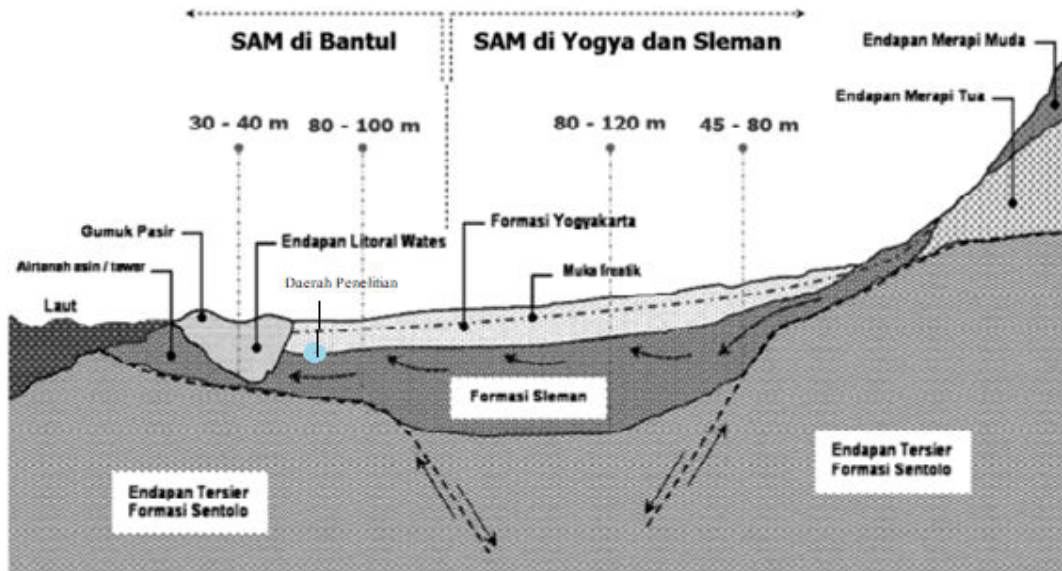 SAM di Bantul
SAM di Yogya dan Sleman
Endapan Merapi Muda
Endapan Merapi Tua
30 - 40 m
80 - 100 m
80 - 120 m
45 - 80 m
Gumuk Pasir
Endapan Litoral Wates
Formasi Yogyakarta
Airtanah asin / tawar
Daerah Penelitian
Muka freatik
Laut
Formasi Sleman
Endapan Tersier
Formasi Sentolo
Endapan Tersier
Formasi Sentolo